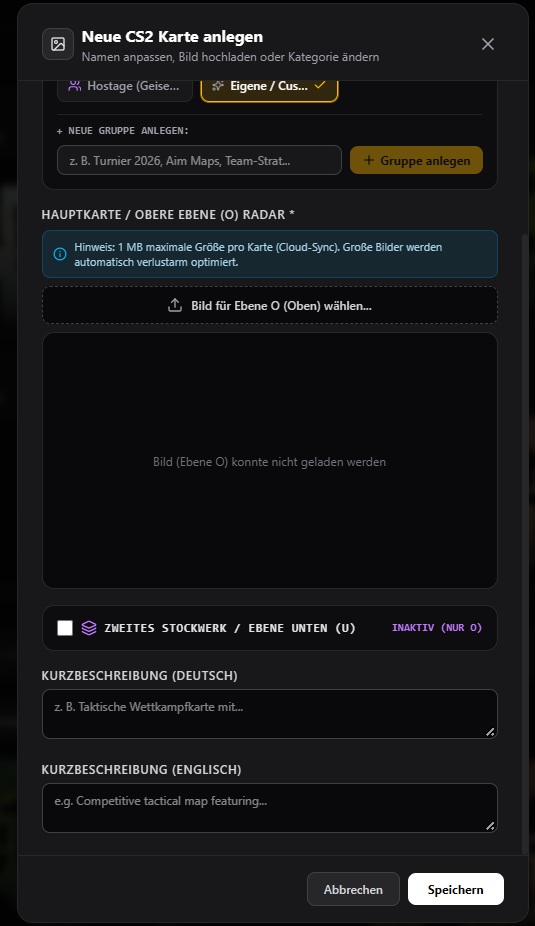 Neue CS2 Karte anlegen
Namen anpassen, Bild hochladen oder Kategorie ändern
Hostage (Geise...
Eigene / Cus...
+ NEUE GRUPPE ANLEGEN:
z. B. Turnier 2026, Aim Maps, Team-Strat...
+ Gruppe anlegen
HAUPTKARTE / OBERE EBENE (O) RADAR *
Hinweis: 1 MB maximale Größe pro Karte (Cloud-Sync). Große Bilder werden
automatisch verlustarm optimiert.
Bild für Ebene O (Oben) wählen...
Bild (Ebene O) konnte nicht geladen werden
ZWEITES STOCKWERK / EBENE UNTEN (U)
INAKTIV (NUR O)
KURZBESCHREIBUNG (DEUTSCH)
z. B. Taktische Wettkampfkarte mit...
KURZBESCHREIBUNG (ENGLISCH)
e.g. Competitive tactical map featuring...
Abbrechen
Speichern